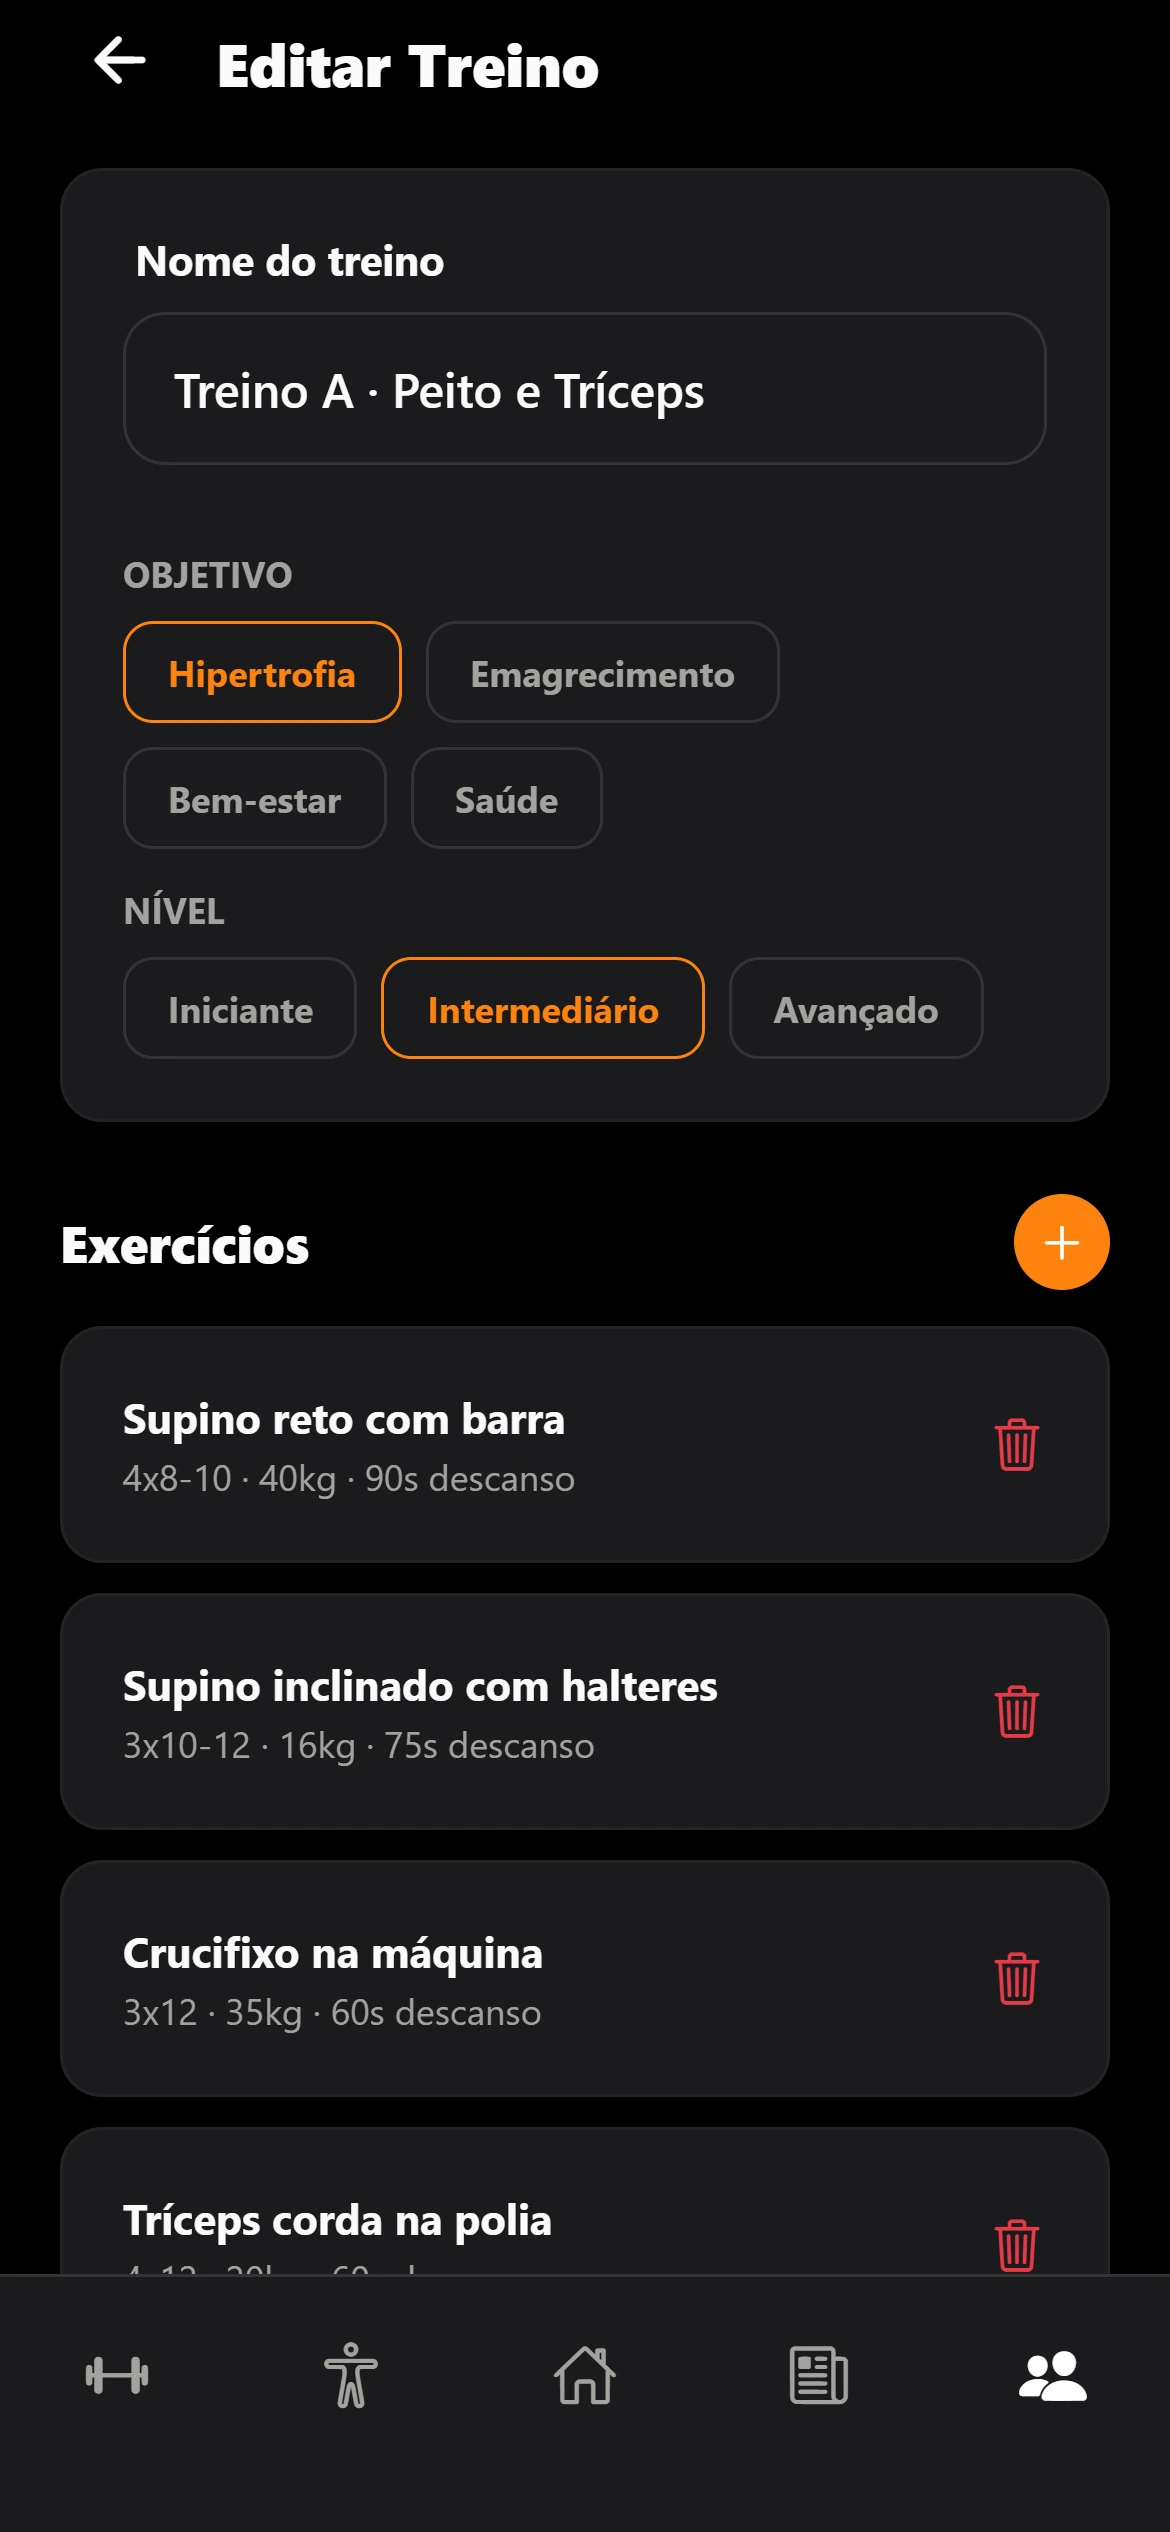 Editar Treino
Nome do treino
Treino A · Peito e Tríceps
OBJETIVO
Hipertrofia
Emagrecimento
Bem-estar
Saúde
NÍVEL
Iniciante
Intermediário
Avançado
Exercícios
Supino reto com barra
4x8-10 · 40kg · 90s descanso
Supino inclinado com halteres
3x10-12 · 16kg · 75s descanso
Crucifixo na máquina
3x12 · 35kg · 60s descanso
Tríceps corda na polia